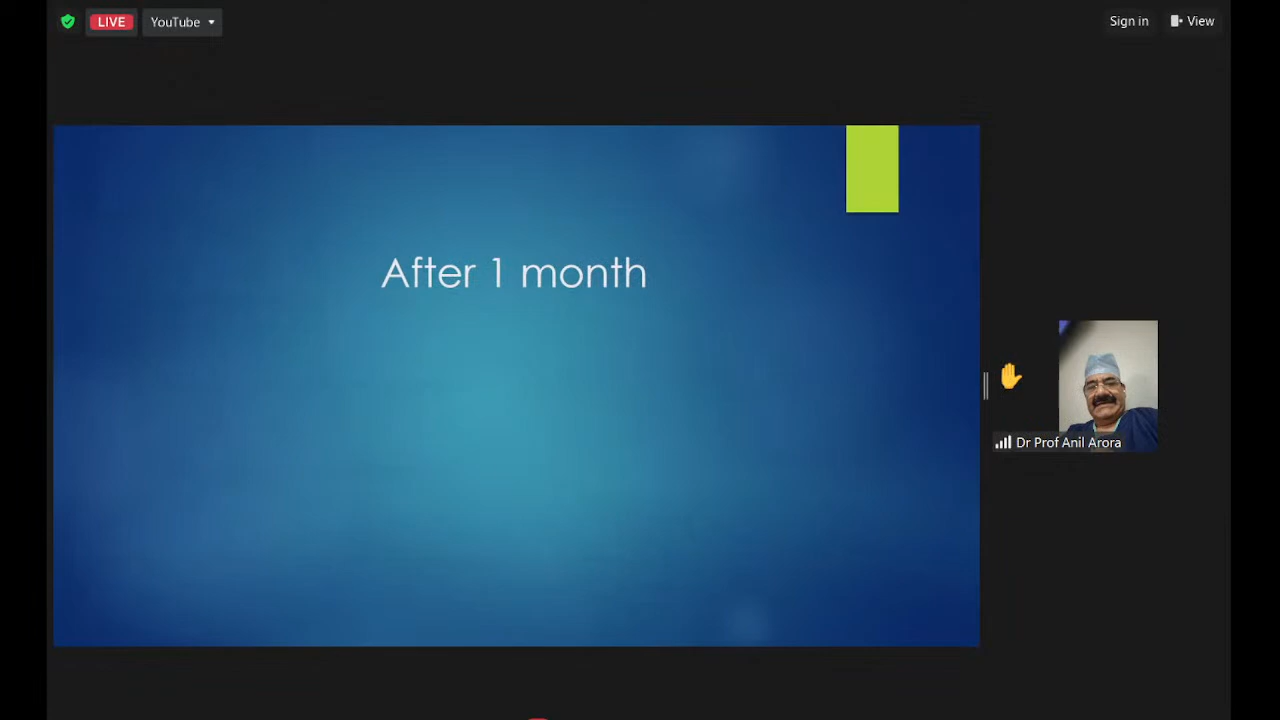 LIVE
YouTube
Sign in
View
After 1 month
Dr Prof Anil Arora